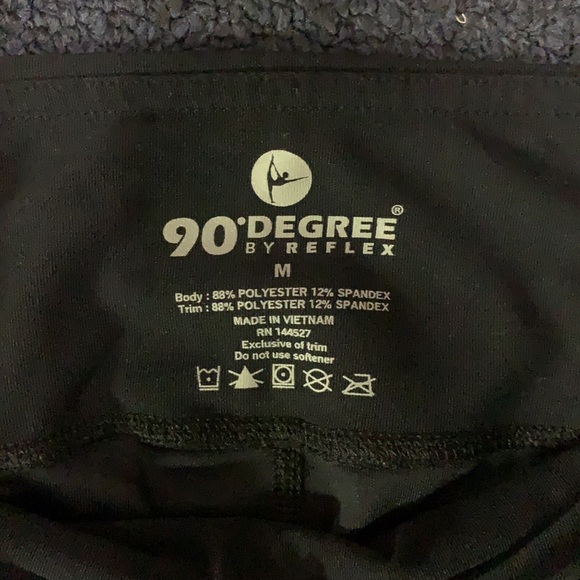 90°DEGREE®
BY REFLEX
M
Body : 88% POLYESTER 12% SPANDEX
Trim : 88% POLYESTER 12% SPANDEX
MADE IN VIETNAM
RN 144527
Exclusive of trim
Do not use softener